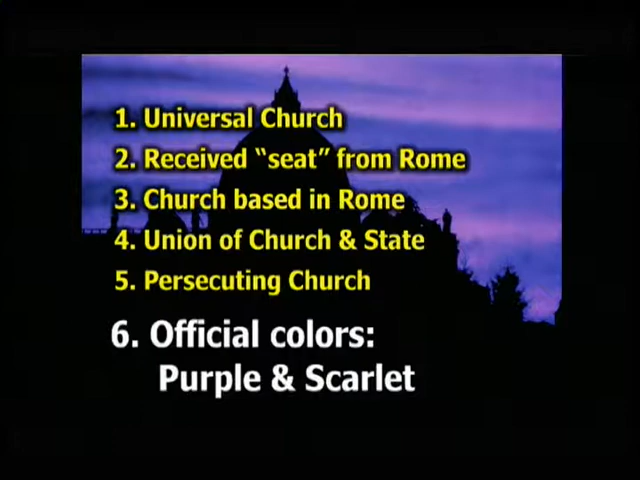 1. Universal Church
2. Received “seat” from Rome
3. Church based in Rome
4. Union of Church & State
5. Persecuting Church
6. Official colors:
Purple & Scarlet